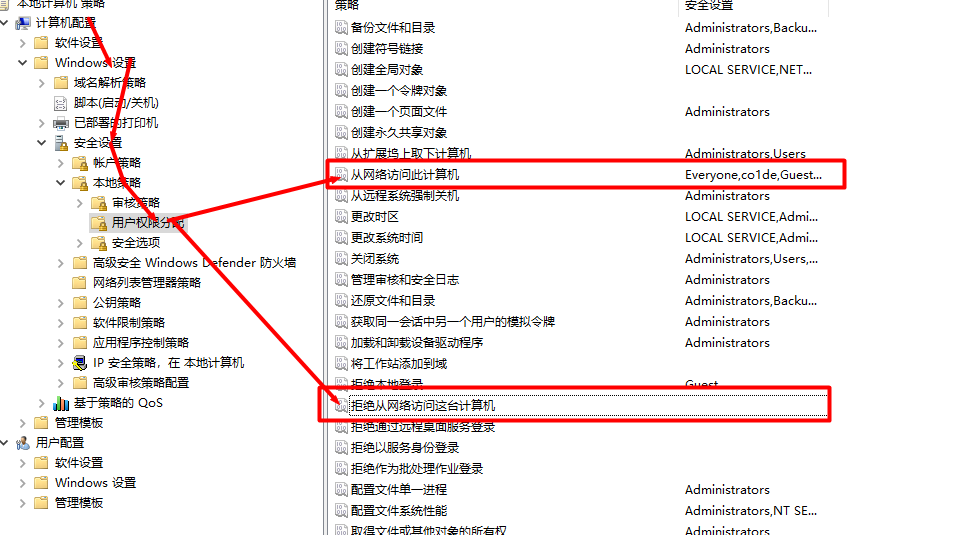 本地计算机 策略
计算机配置
软件设置
Windows 设置
域名解析策略
脚本(启动/关机)
已部署的打印机
安全设置
帐户策略
本地策略
审核策略
用户权限分配
安全选项
高级安全 Windows Defender 防火墙
网络列表管理器策略
公钥策略
软件限制策略
应用程序控制策略
IP 安全策略，在 本地计算机
高级审核策略配置
基于策略的 QoS
管理模板
用户配置
软件设置
Windows 设置
管理模板
策略 安全设置
备份文件和目录 Administrators,Backu...
创建符号链接 Administrators
创建全局对象 LOCAL SERVICE,NET...
创建一个令牌对象
创建一个页面文件 Administrators
创建永久共享对象
从扩展坞上取下计算机 Administrators,Users
从网络访问此计算机 Everyone,co1de,Guest...
从远程系统强制关机 Administrators
更改时区 LOCAL SERVICE,Admi...
更改系统时间 LOCAL SERVICE,Admi...
关闭系统 Administrators,Users,...
管理审核和安全日志 Administrators
还原文件和目录 Administrators,Backu...
获取同一会话中另一个用户的模拟令牌 Administrators
加载和卸载设备驱动程序 Administrators
将工作站添加到域
拒绝本地登录 Guest
拒绝从网络访问这台计算机
拒绝通过远程桌面服务登录
拒绝以服务身份登录
拒绝作为批处理作业登录
配置文件单一进程 Administrators
配置文件系统性能 Administrators,NT SE...
取得文件或其他对象的所有权 Administrators